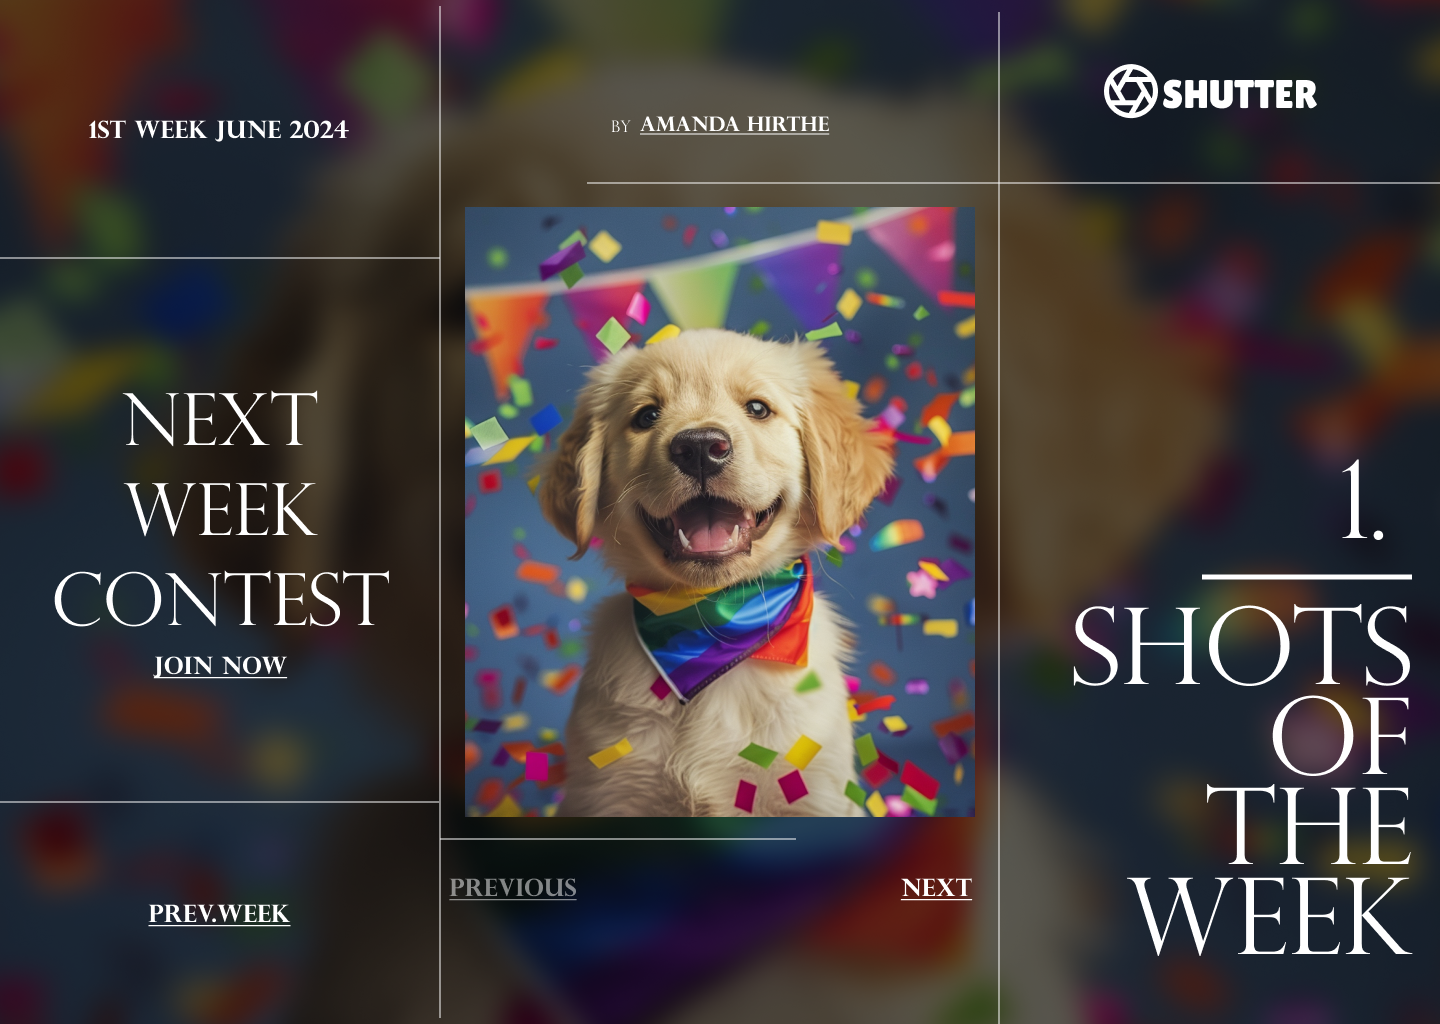 1ST WEEK JUNE 2024
BY AMANDA HIRTHE
SHUTTER
NEXT
WEEK
CONTEST
JOIN NOW
1.
SHOTS
OF
THE
WEEK
PREVIOUS
NEXT
PREV.WEEK